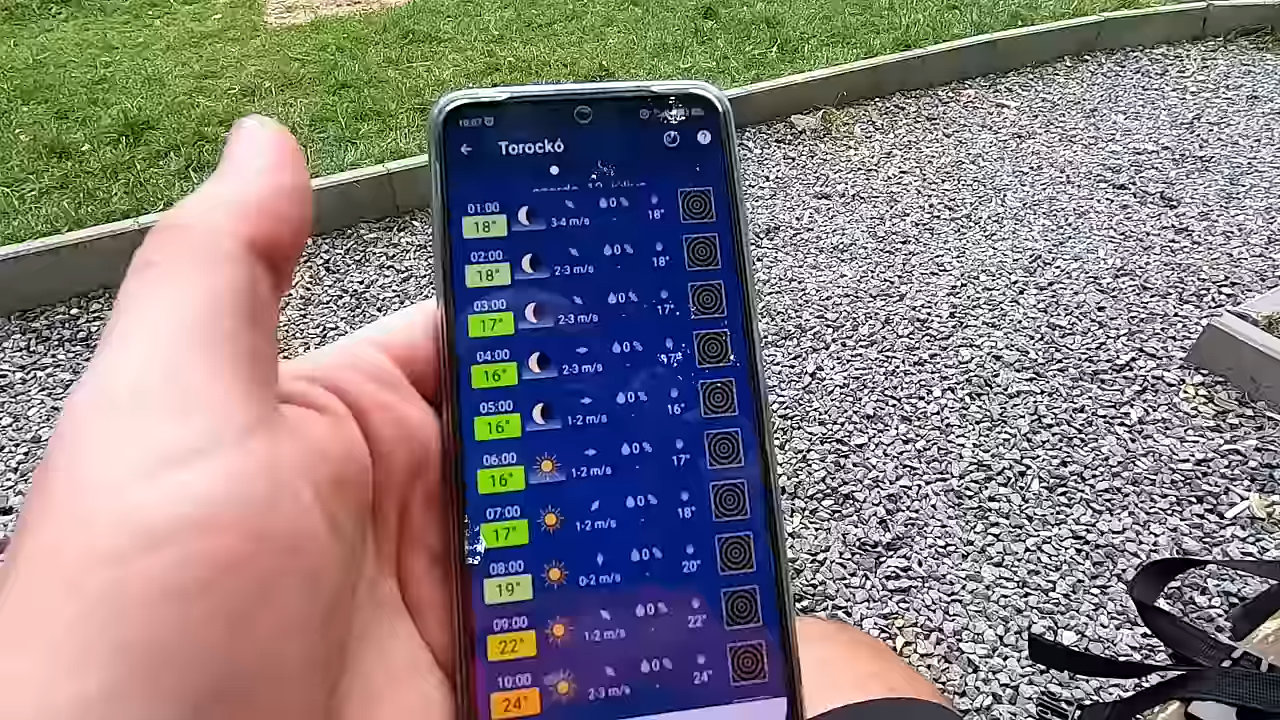 10:07
Torockó
01:00 0% 18°
18° 3-4 m/s
02:00 0% 18°
18° 2-3 m/s
03:00 0% 17°
17° 2-3 m/s
04:00 0% 17°
16° 2-3 m/s
05:00 0% 16°
16° 1-2 m/s
06:00 0% 17°
16° 1-2 m/s
07:00 0% 18°
17° 1-2 m/s
08:00 0% 20°
19° 0-2 m/s
09:00 0% 22°
22° 1-2 m/s
10:00 0% 24°
24° 2-3 m/s